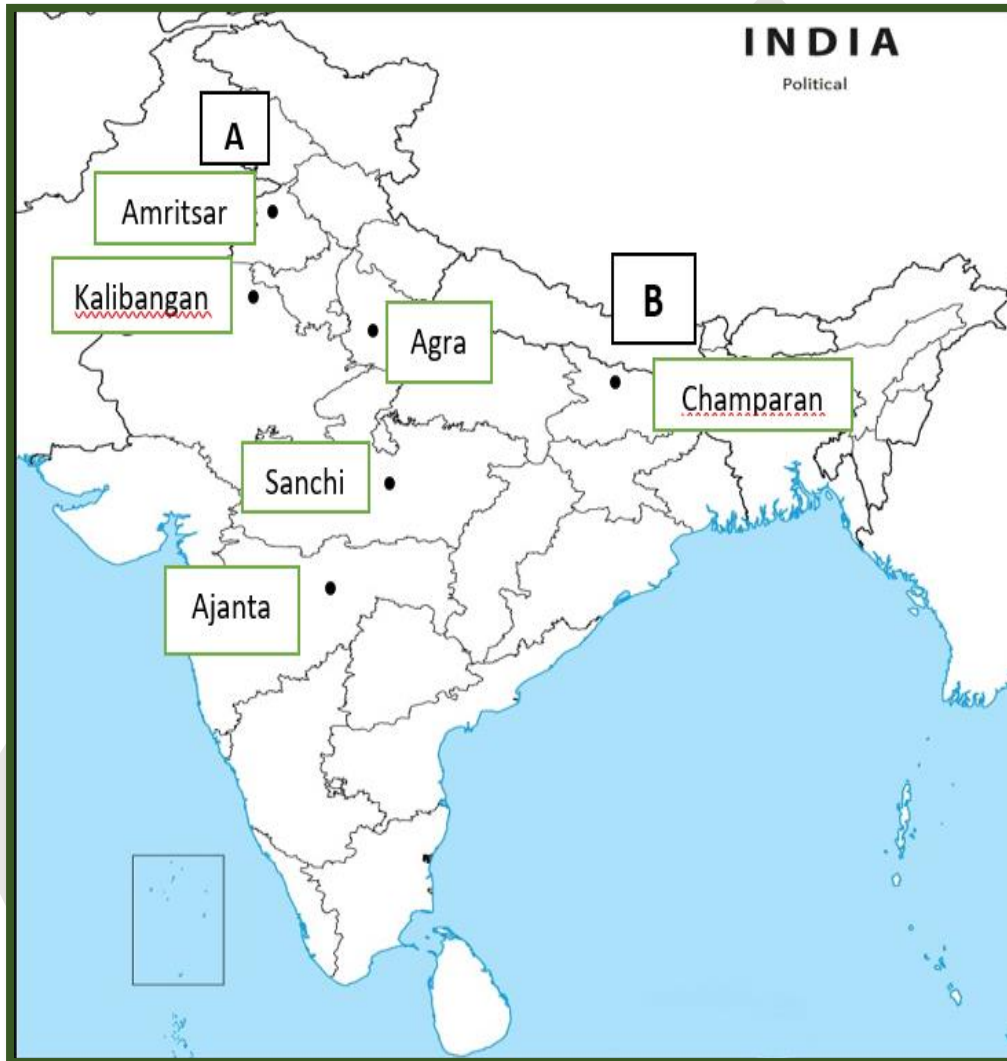 INDIA
Political
A
Amritsar
Kalibangan
B
Agra
Champaran
Sanchi
Ajanta